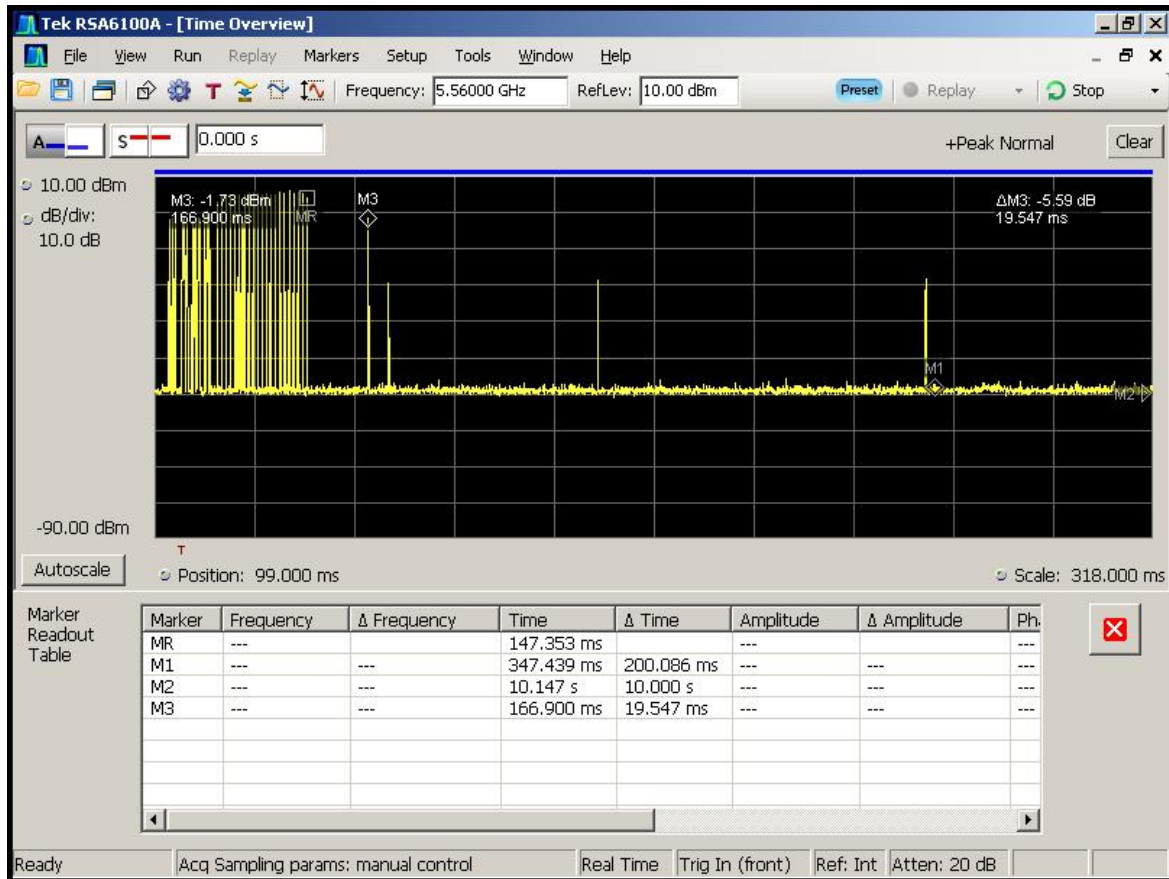 Tek RSA6100A - [Time Overview]
File View Run Replay Markers Setup Tools Window Help
T Frequency: 5.56000 GHz RefLev: 10.00 dBm Preset Replay Stop
A S 0.000 s +Peak Normal Clear
10.00 dBm
dB/div:
10.0 dB
M3: -1.73 dBm
166.900 ms
MR
M3
ΔM3: -5.59 dB
19.547 ms
M1
M2
-90.00 dBm
T
Autoscale Position: 99.000 ms Scale: 318.000 ms
Marker
Readout
Table
Marker Frequency Δ Frequency Time Δ Time Amplitude Δ Amplitude Ph
MR --- 147.353 ms --- ---
M1 --- --- 347.439 ms 200.086 ms --- --- ---
M2 --- --- 10.147 s 10.000 s --- --- ---
M3 --- --- 166.900 ms 19.547 ms --- --- ---
Ready Acq Sampling params: manual control Real Time Trig In (front) Ref: Int Atten: 20 dB